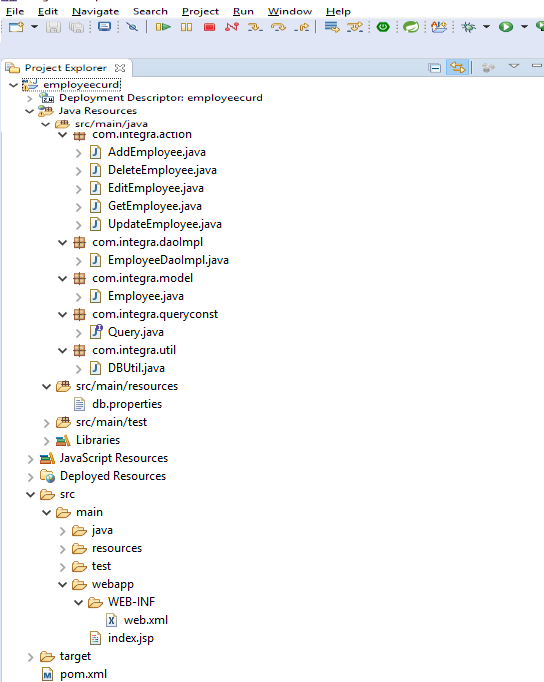 File Edit Navigate Search Project Run Window Help
Project Explorer
employeecurd
Deployment Descriptor: employeecurd
Java Resources
src/main/java
com.integra.action
AddEmployee.java
DeleteEmployee.java
EditEmployee.java
GetEmployee.java
UpdateEmployee.java
com.integra.daoImpl
EmployeeDaoImpl.java
com.integra.model
Employee.java
com.integra.queryconst
Query.java
com.integra.util
DBUtil.java
src/main/resources
db.properties
src/main/test
Libraries
JavaScript Resources
Deployed Resources
src
main
java
resources
test
webapp
WEB-INF
web.xml
index.jsp
target
pom.xml